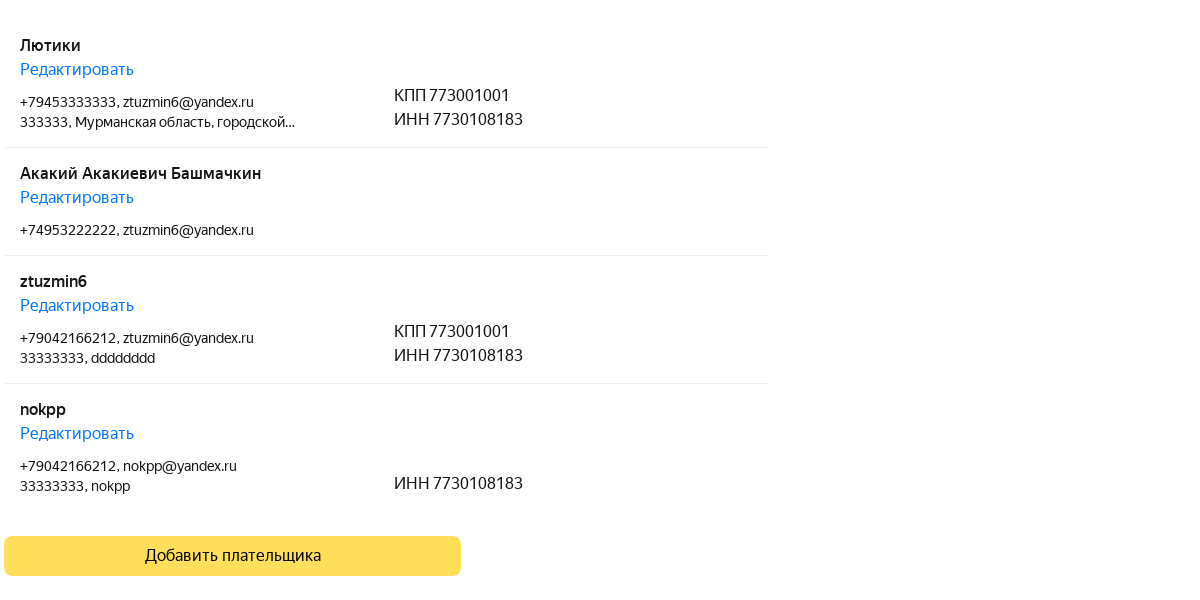 Лютики
Редактировать
+79453333333, ztuzmin6@yandex.ru
333333, Мурманская область, городской...
КПП 773001001
ИНН 7730108183
Акакий Акакиевич Башмачкин
Редактировать
+74953222222, ztuzmin6@yandex.ru
ztuzmin6
Редактировать
+79042166212, ztuzmin6@yandex.ru
33333333, dddddddd
КПП 773001001
ИНН 7730108183
nokpp
Редактировать
+79042166212, nokpp@yandex.ru
33333333, nokpp
ИНН 7730108183
Добавить плательщика